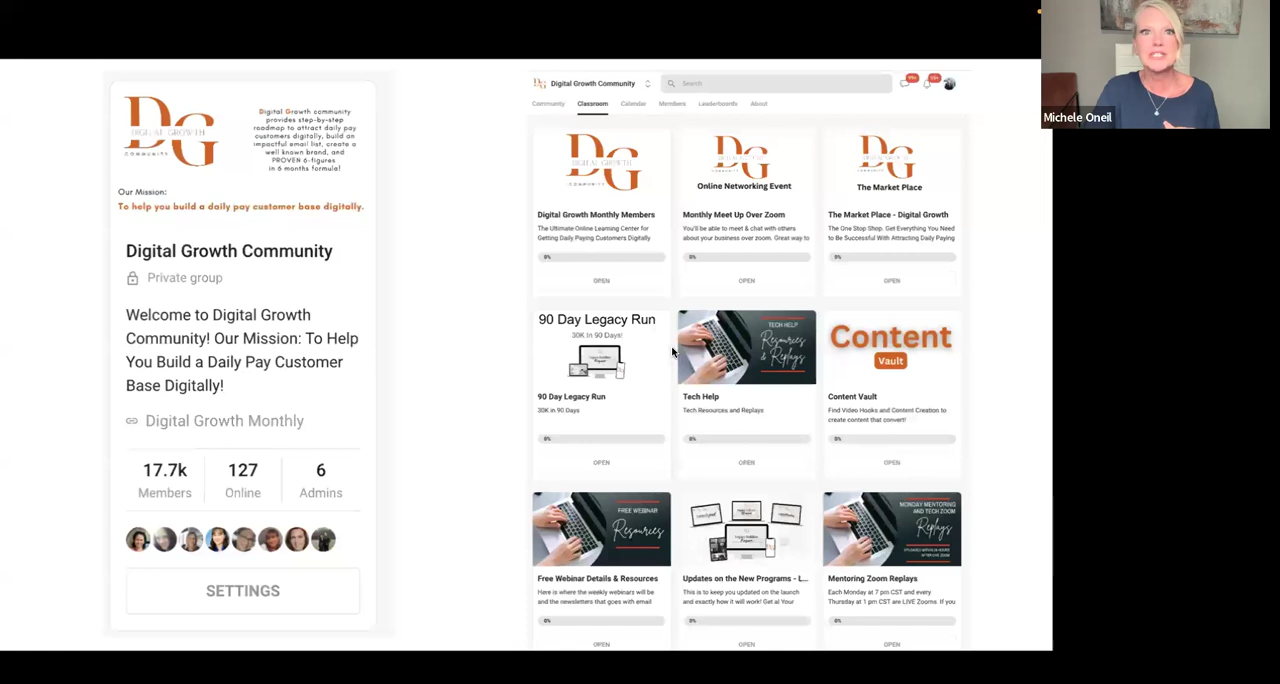 DG
DIGITAL GROWTH
COMMUNITY
Digital Growth community
provides step-by-step
roadmap to attract daily pay
customers digitally, build an
impactful email list, create a
well known brand, and
PROVEN 6-figures
in 6 months formula!
Our Mission:
To help you build a daily pay customer base digitally.
Digital Growth Community
Private group
Welcome to Digital Growth
Community! Our Mission: To Help
You Build a Daily Pay Customer
Base Digitally!
Digital Growth Monthly
17.7k 127 6
Members Online Admins
SETTINGS
DG Digital Growth Community Search
Community Classroom Calendar Members Leaderboards About
DG
DIGITAL GROWTH
COMMUNITY
Digital Growth Monthly Members
The Ultimate Online Learning Center for
Getting Daily Paying Customers Digitally
0%
OPEN
DG
Online Networking Event
Monthly Meet Up Over Zoom
You'll be able to meet & chat with others
about your business over zoom. Great way to
0%
OPEN
DG
The Market Place
The Market Place - Digital Growth
The One Stop Shop. Get Everything You Need
to Be Successful With Attracting Daily Paying
0%
OPEN
90 Day Legacy Run
30K In 90 Days!
90 Day Legacy Run
30K in 90 Days
0%
OPEN
TECH HELP
Resources
& Replays
Tech Help
Tech Resources and Replays
0%
OPEN
Content
Vault
Content Vault
Find Video Hooks and Content Creation to
create content that convert!
0%
OPEN
FREE WEBINAR
Resources
Free Webinar Details & Resources
Here is where the weekly webinars will be
and the newsletters that goes with email
0%
OPEN
Updates on the New Programs - L...
This is to keep you updated on the launch
and exactly how it will work! Get al Your
0%
OPEN
MONDAY MENTORING
AND TECH ZOOM
Replays
Mentoring Zoom Replays
Each Monday at 7 pm CST and every
Thursday at 1 pm CST are LIVE Zooms. If you
0%
OPEN
Michele Oneil